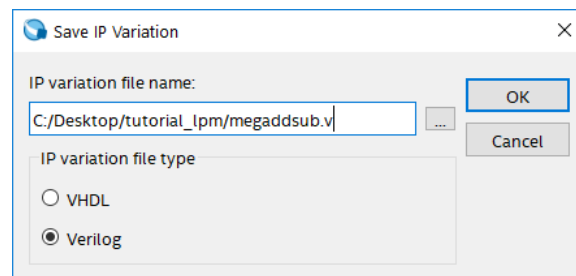 Save IP Variation
IP variation file name:
C:/Desktop/tutorial_lpm/megaddsub.v
...
OK
Cancel
IP variation file type
VHDL
Verilog